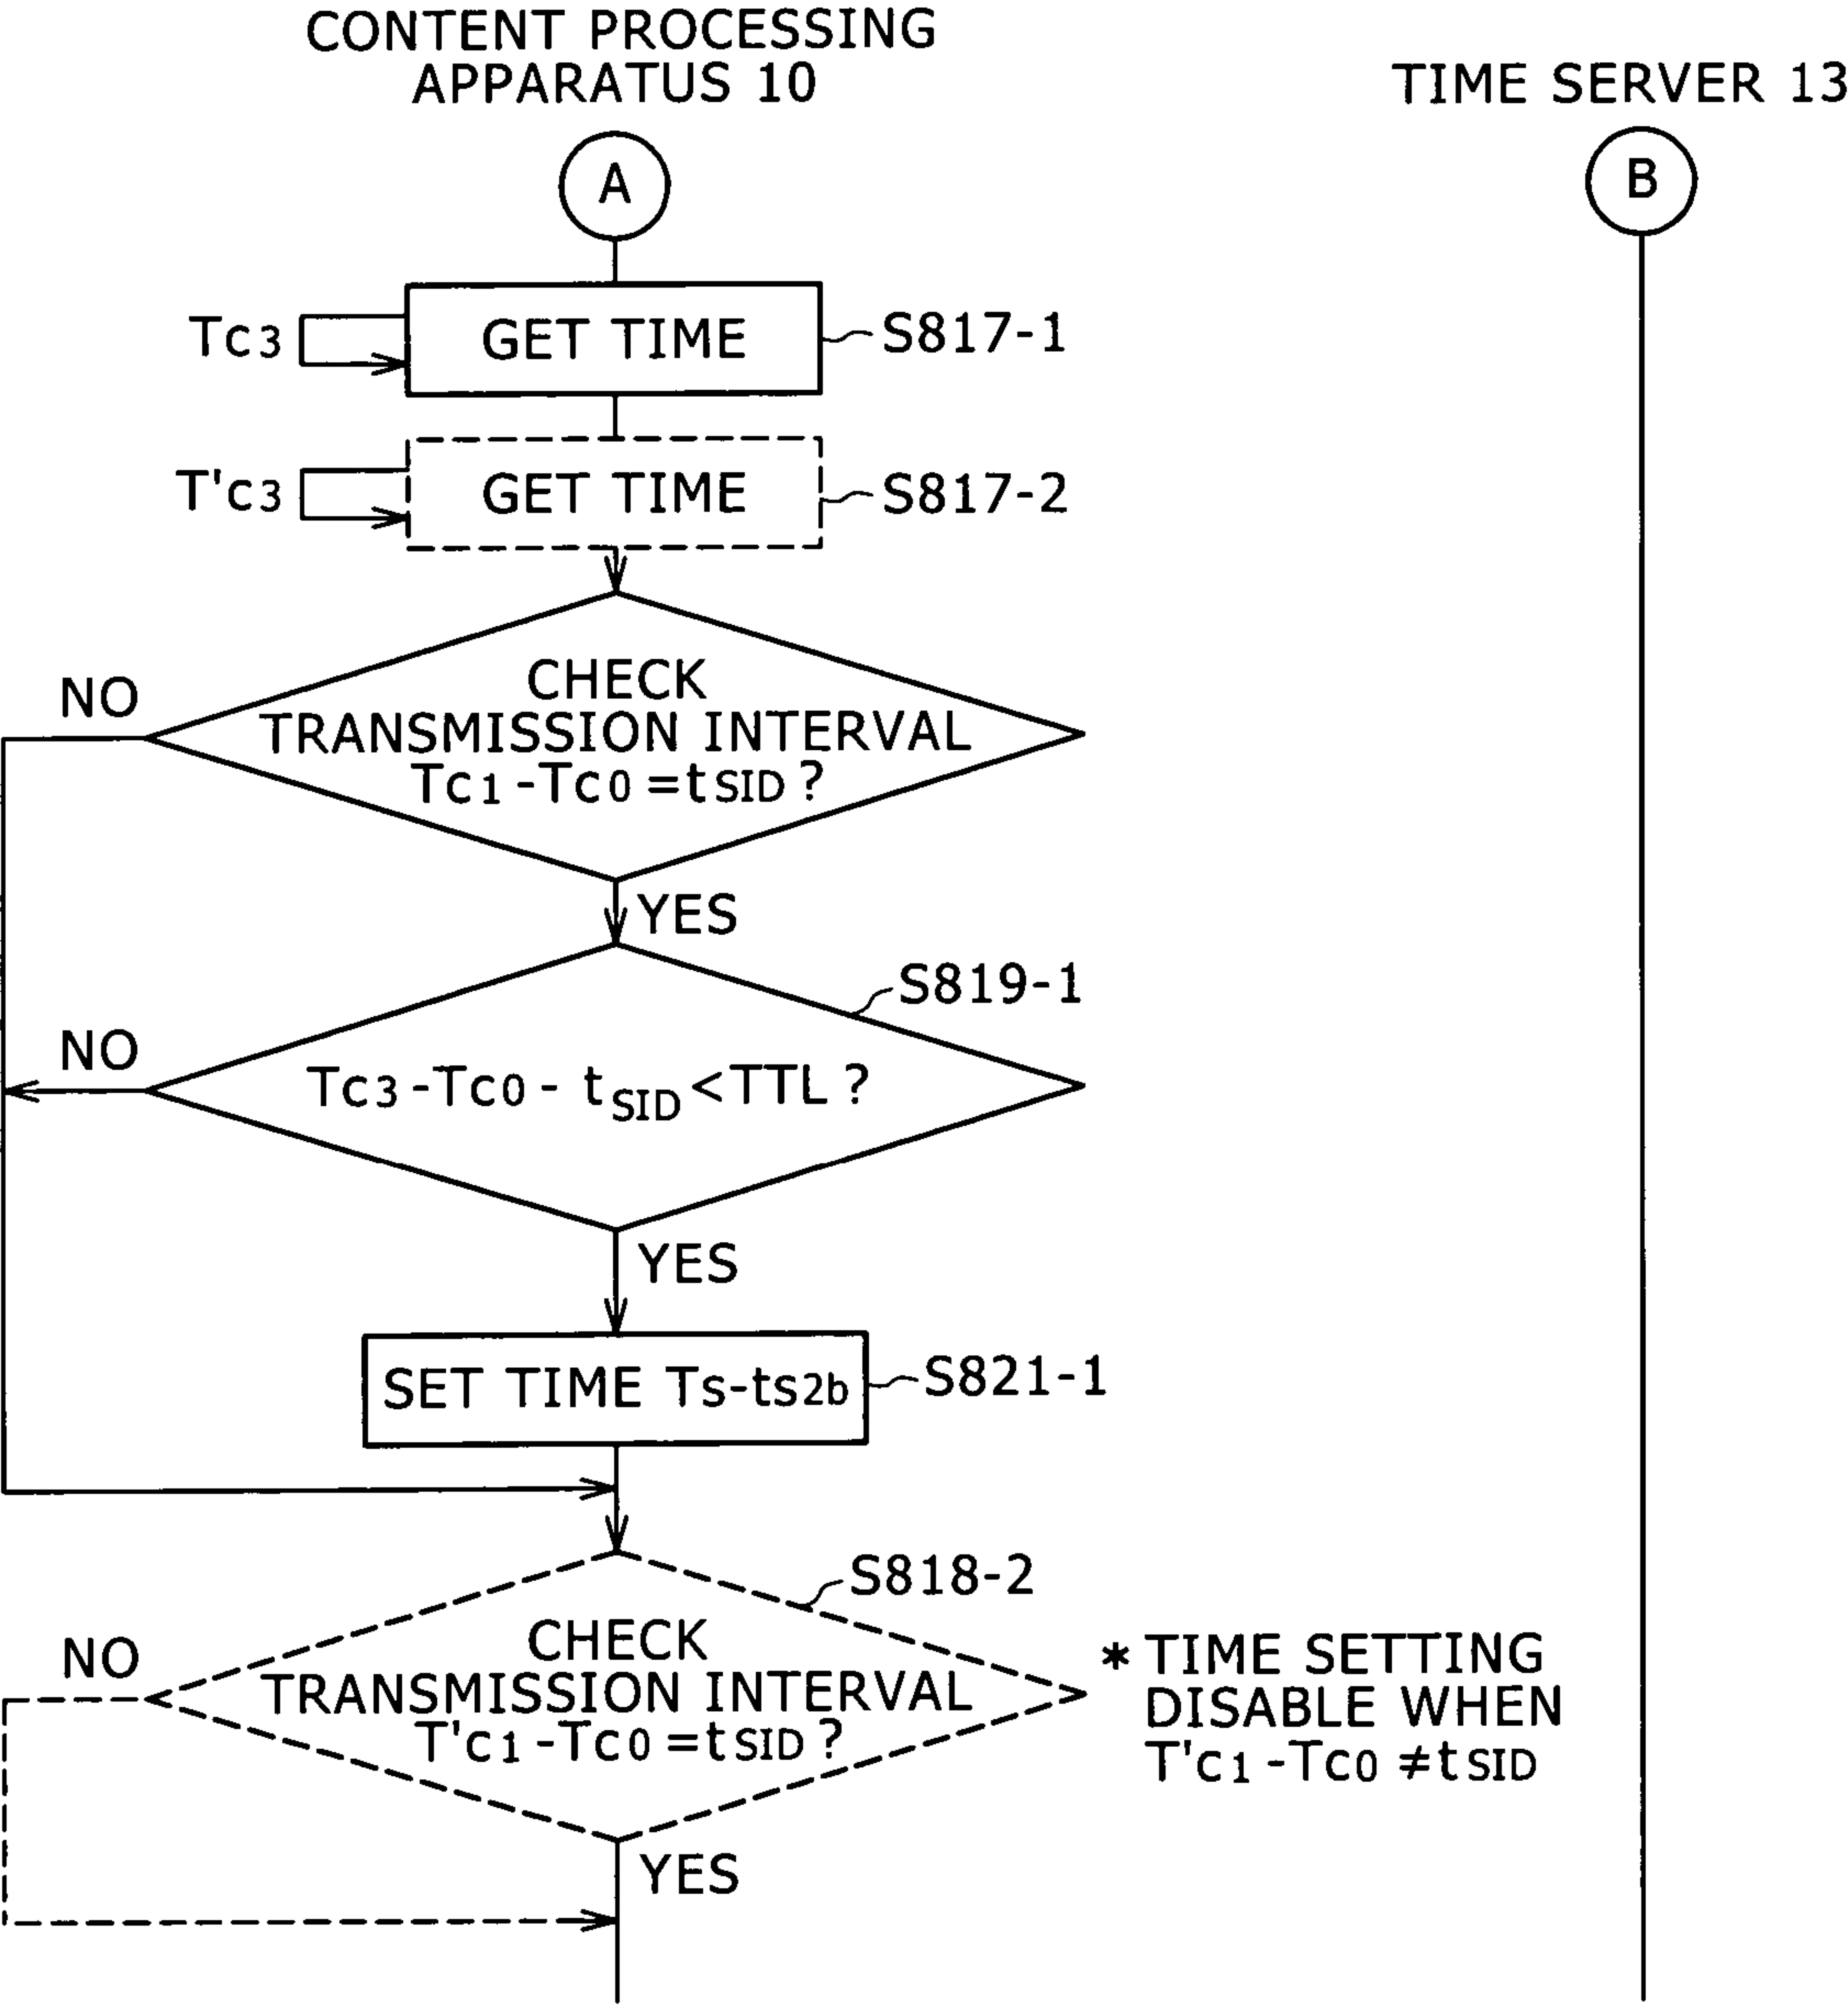 CONTENT PROCESSING
APPARATUS 10
TIME SERVER 13
A
B
Tc3
GET TIME
S817-1
T'c3
GET TIME
S817-2
NO
CHECK
TRANSMISSION INTERVAL
Tc1-Tc0=tSID?
YES
S819-1
NO
Tc3-Tc0-tSID<TTL?
YES
SET TIME Ts-ts2b
S821-1
S818-2
NO
CHECK
TRANSMISSION INTERVAL
T'c1-Tc0=tSID?
* TIME SETTING
DISABLE WHEN
T'c1-Tc0≠tSID
YES